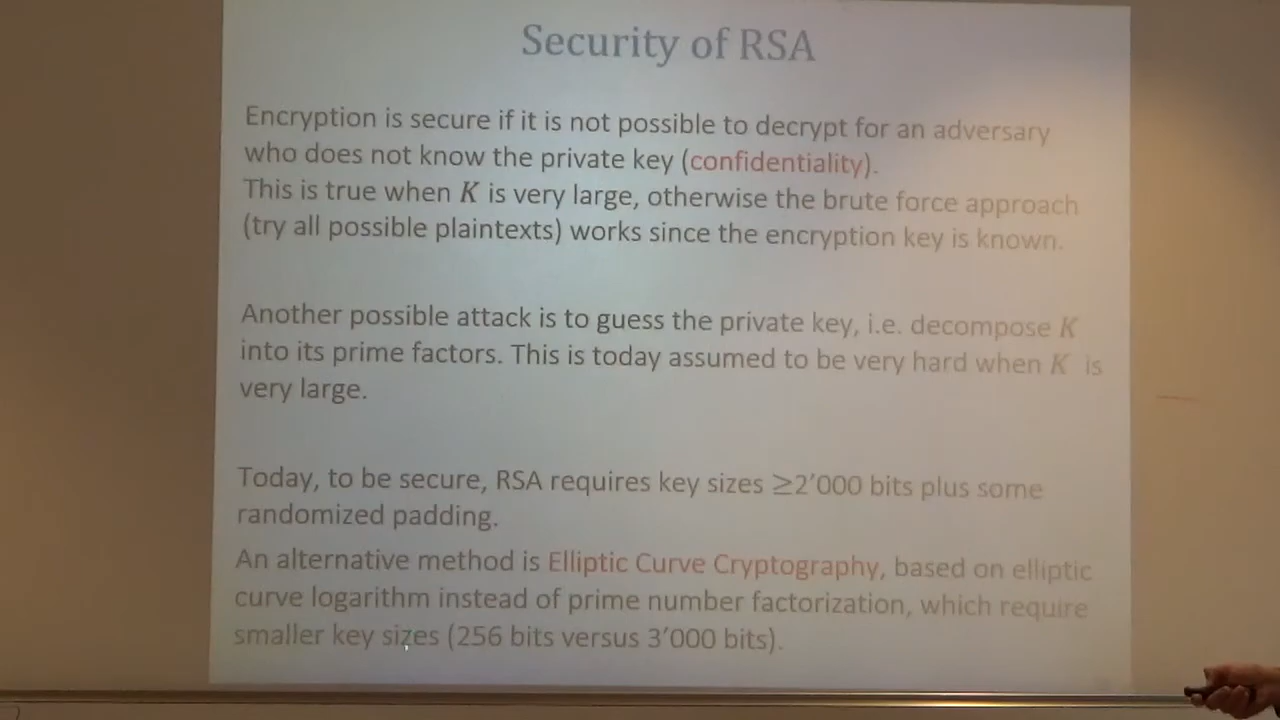 Security of RSA
Encryption is secure if it is not possible to decrypt for an adversary
who does not know the private key (confidentiality).
This is true when K is very large, otherwise the brute force approach
(try all possible plaintexts) works since the encryption key is known.
Another possible attack is to guess the private key, i.e. decompose K
into its prime factors. This is today assumed to be very hard when K is
very large.
Today, to be secure, RSA requires key sizes ≥2’000 bits plus some
randomized padding.
An alternative method is Elliptic Curve Cryptography, based on elliptic
curve logarithm instead of prime number factorization, which require
smaller key sizes (256 bits versus 3’000 bits).